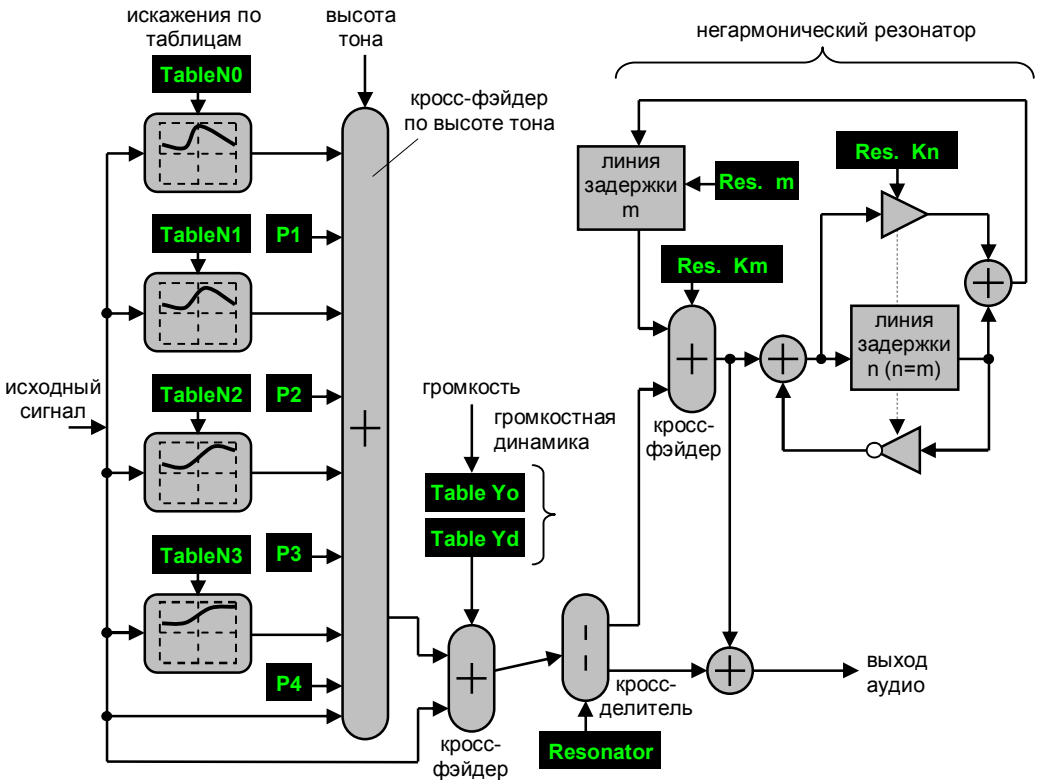 искажения по
таблицам
высота
тона
негармонический резонатор
TableN0
кросс-фэйдер
по высоте тона
линия
задержки
m
Res. m
Res. Kn
TableN1
P1
Res. Km
линия
задержки
n (n=m)
исходный
сигнал
TableN2
P2
громкость
громкостная
динамика
кросс-
фэйдер
Table Yo
Table Yd
TableN3
P3
P4
выход
аудио
кросс-
делитель
кросс-
фэйдер
Resonator